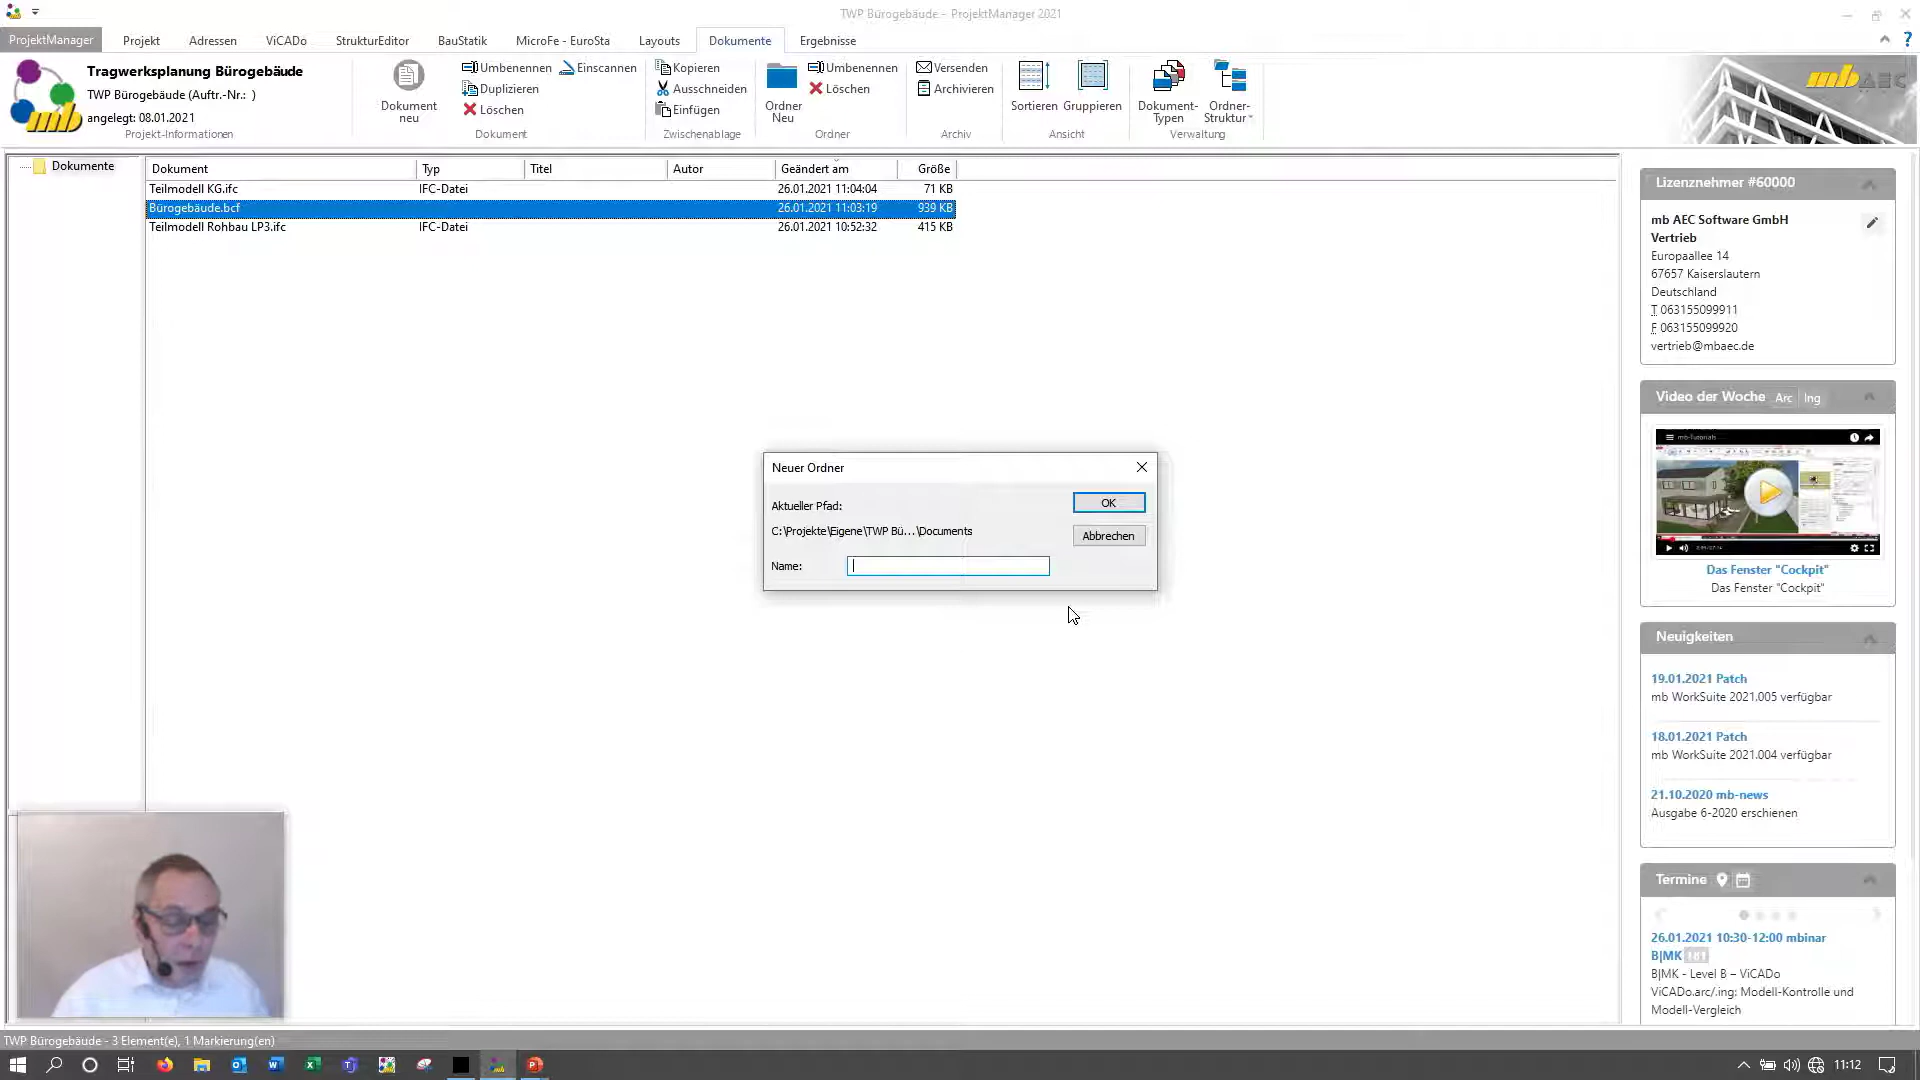 TWP Bürogebäude - ProjektManager 2021
ProjektManager Projekt Adressen ViCADo StrukturEditor BauStatik MicroFe - EuroSta Layouts Dokumente Ergebnisse
Tragwerksplanung Bürogebäude
TWP Bürogebäude (Auftr.-Nr.: )
angelegt: 08.01.2021
Projekt-Informationen
mb
Dokument neu
Umbenennen
Duplizieren
Löschen
Einscannen
Dokument
Kopieren
Ausschneiden
Einfügen
Zwischenablage
Ordner Neu
Umbenennen
Löschen
Ordner
Versenden
Archivieren
Archiv
Sortieren
Gruppieren
Ansicht
Dokument-Typen
Ordner-Struktur
Verwaltung
mb AEC
Dokumente
Dokument Typ Titel Autor Geändert am Größe
Teilmodell KG.ifc IFC-Datei 26.01.2021 11:04:04 71 KB
Bürogebäude.bcf 26.01.2021 11:03:19 939 KB
Teilmodell Rohbau LP3.ifc IFC-Datei 26.01.2021 10:52:32 415 KB
Neuer Ordner
Aktueller Pfad:
C:\Projekte\Eigene\TWP Bü...\Documents
Name:
OK
Abbrechen
Lizenznehmer #60000
mb AEC Software GmbH
Vertrieb
Europaallee 14
67657 Kaiserslautern
Deutschland
T 063155099911
F 063155099920
vertrieb@mbaec.de
Video der Woche Arc Ing
mb-Tutorials
Das Fenster "Cockpit"
Das Fenster "Cockpit"
Neuigkeiten
19.01.2021 Patch
mb WorkSuite 2021.005 verfügbar
18.01.2021 Patch
mb WorkSuite 2021.004 verfügbar
21.10.2020 mb-news
Ausgabe 6-2020 erschienen
Termine
26.01.2021 10:30-12:00 mbinar
B|MK
B|MK - Level B – ViCADo
ViCADo.arc/.ing: Modell-Kontrolle und
Modell-Vergleich
TWP Bürogebäude - 3 Element(e), 1 Markierung(en)
11:12